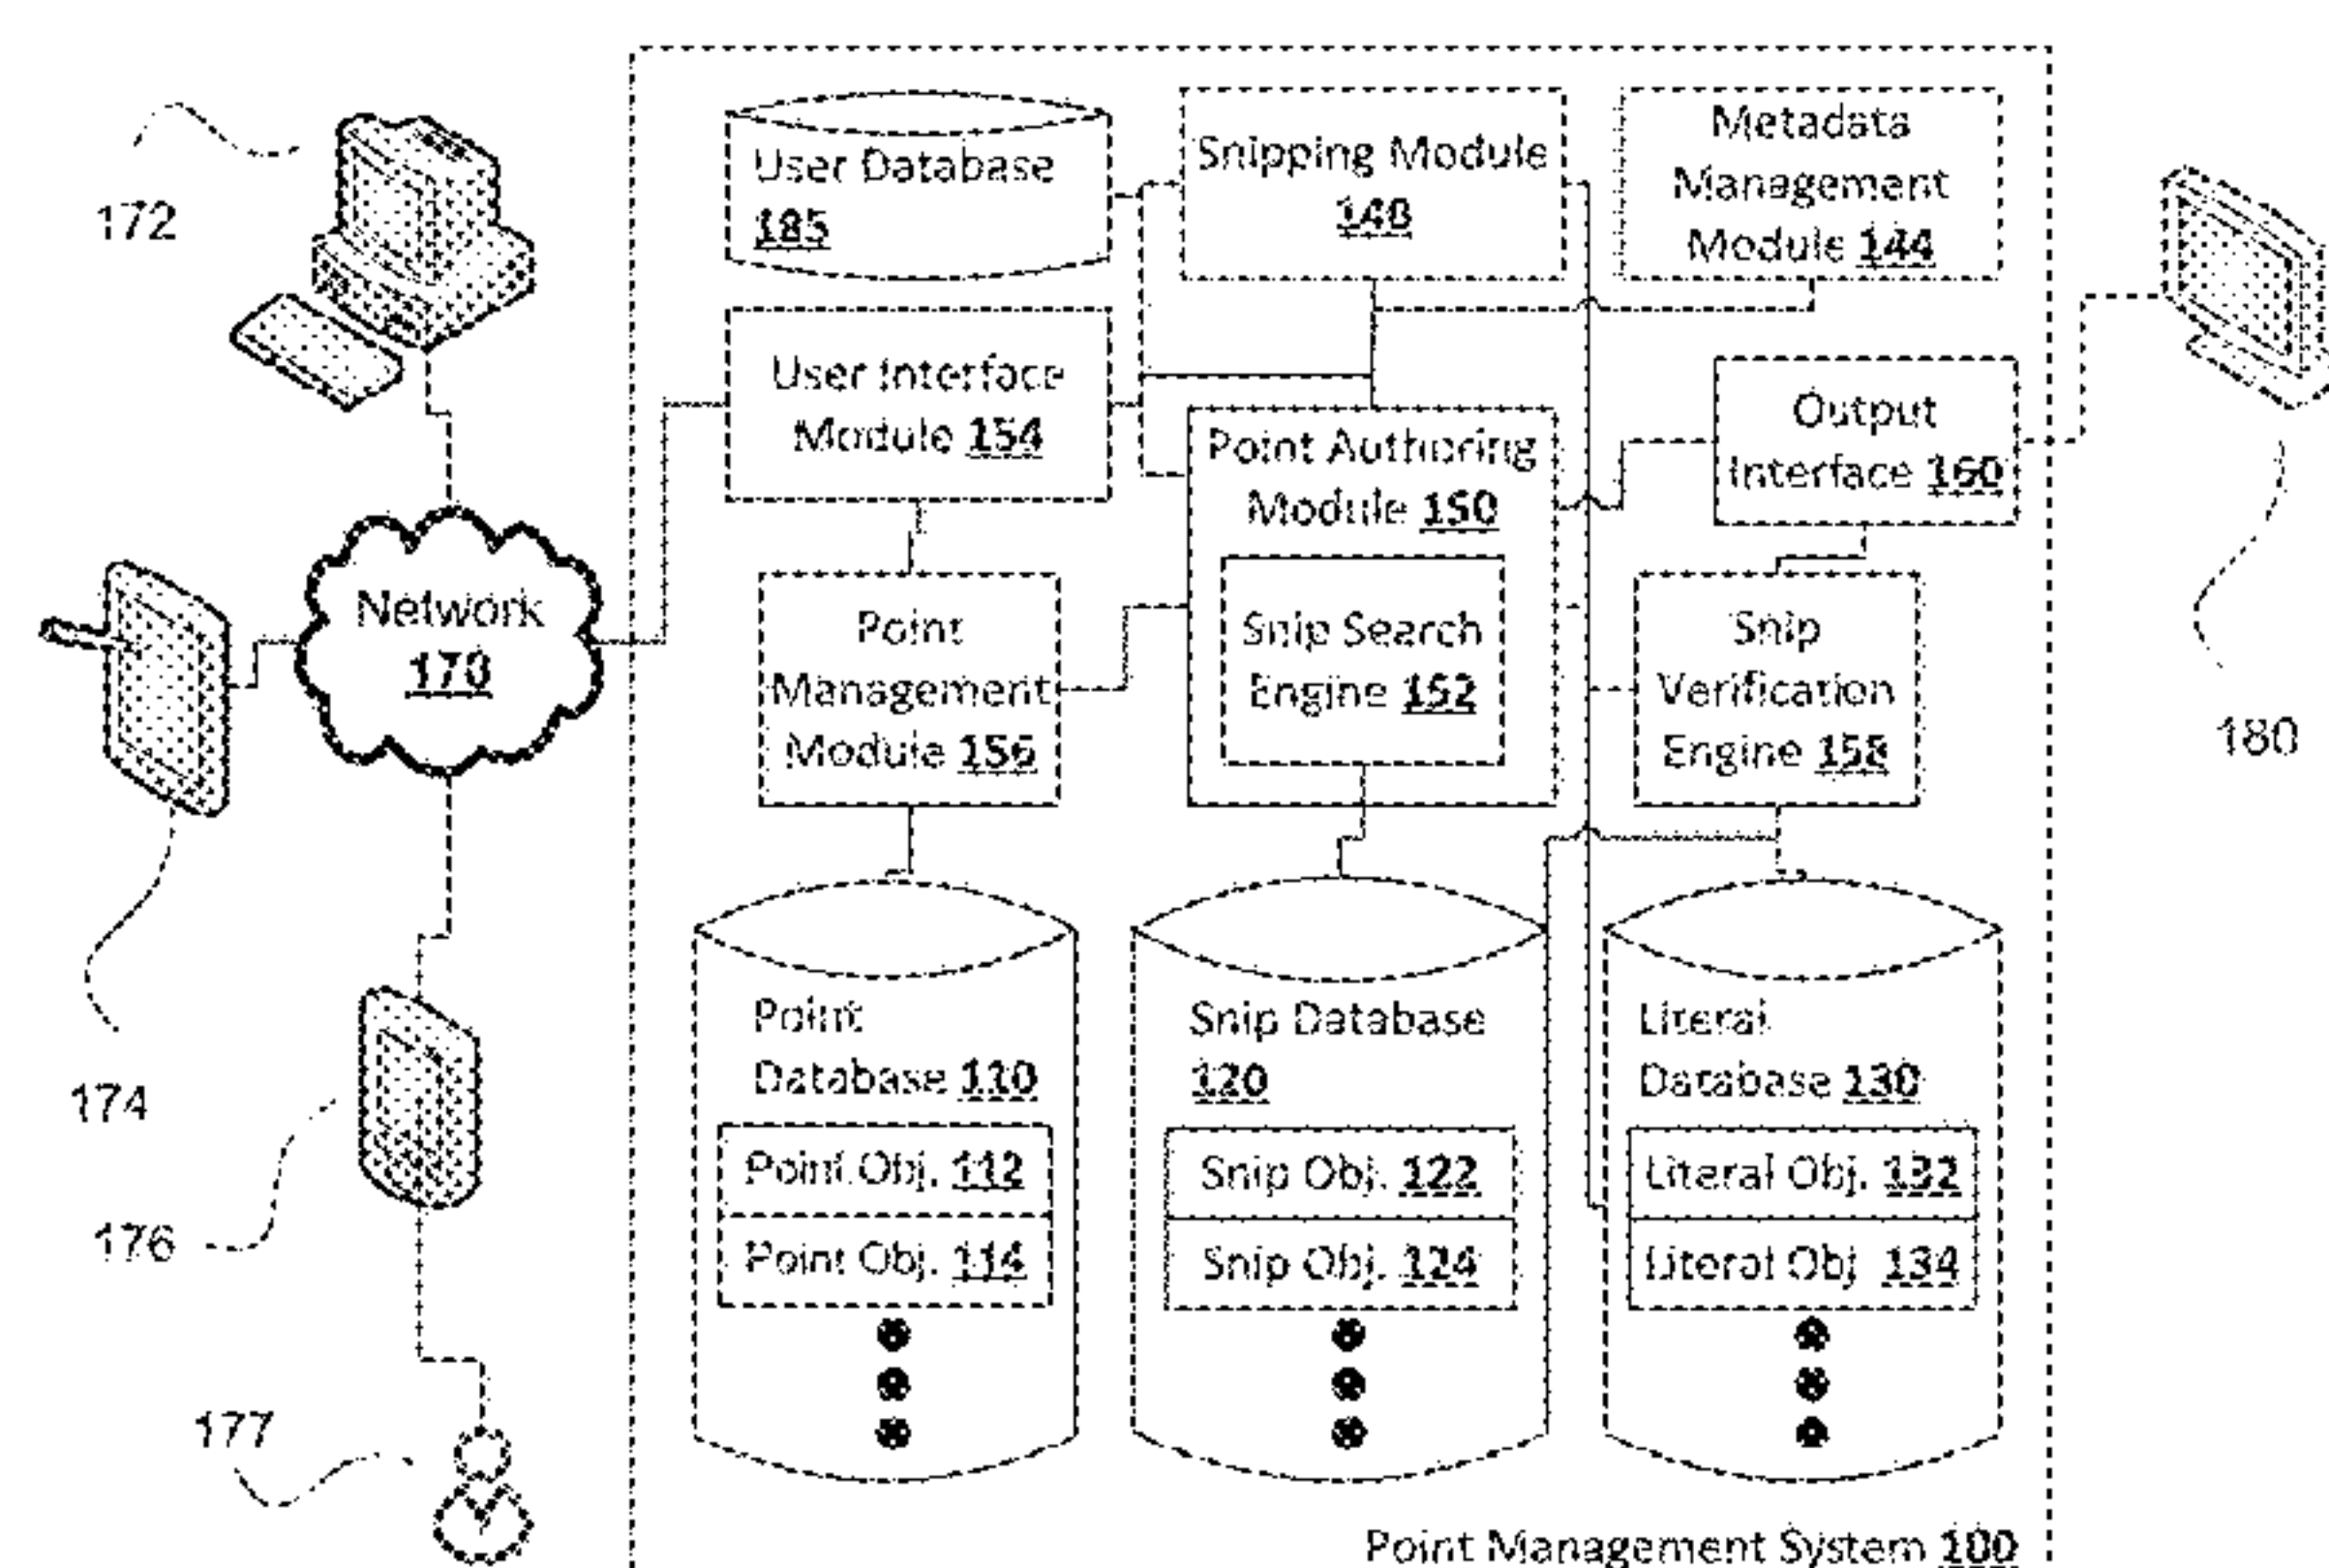 172
User Database
185
Snipping Module
140
Metadata
Management
Module 144
User Interface
Module 154
Point Authoring
Module 150
Output
Interface 160
Network
170
Point
Management
Module 156
Snip Search
Engine 152
Snip
Verification
Engine 158
180
174
176
177
Point
Database 110
Point Obj. 112
Point Obj. 114
Snip Database
120
Snip Obj. 122
Snip Obj. 124
Literal
Database 130
Literal Obj. 132
Literal Obj. 134
Point Management System 100